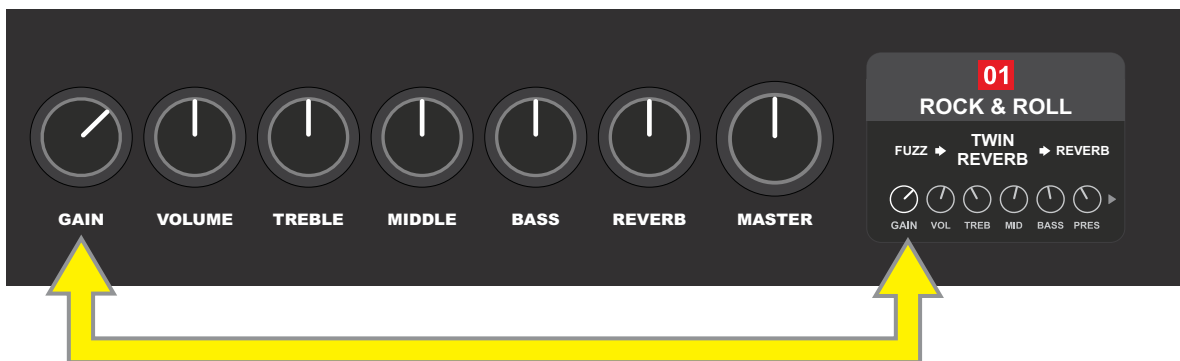 GAIN VOLUME TREBLE MIDDLE BASS REVERB MASTER
01
ROCK & ROLL
FUZZ TWIN REVERB REVERB
GAIN VOL TREB MID BASS PRES